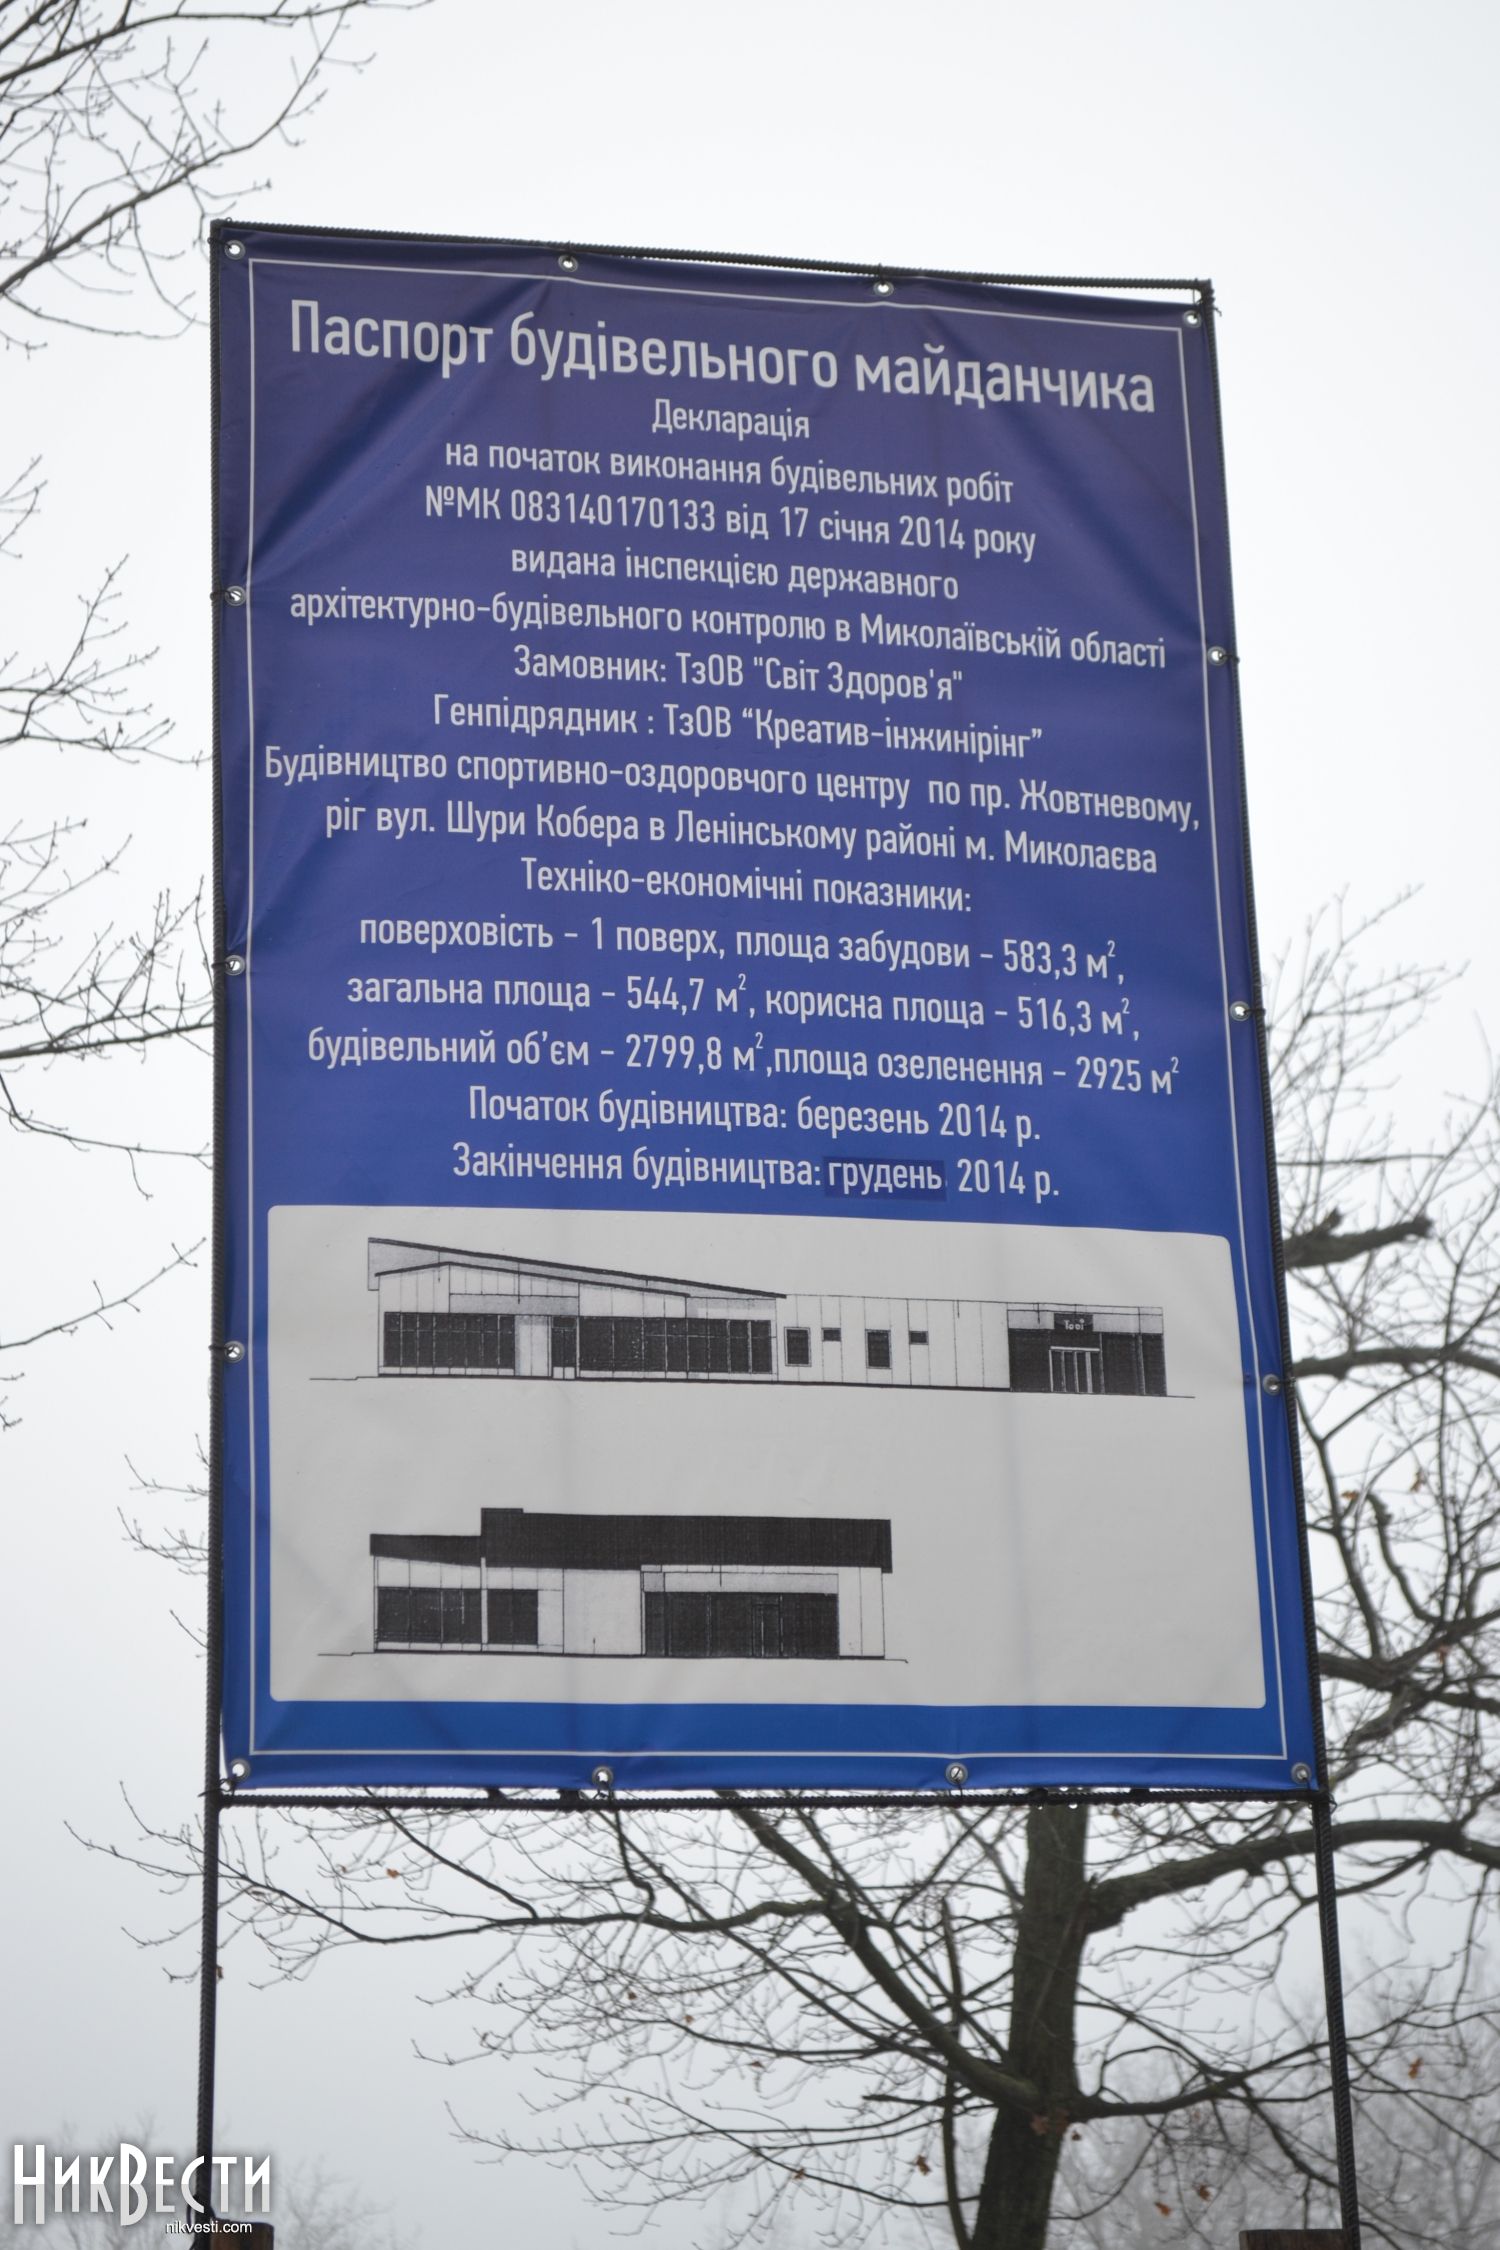 Паспорт будівельного майданчика
Декларація
на початок виконання будівельних робіт
№МК 083140170133 від 17 січня 2014 року
видана інспекцією державного
архітектурно-будівельного контролю в Миколаївській області
Замовник: ТзОВ "Світ Здоров'я"
Генпідрядник : ТзОВ “Креатив-інжинірінг”
Будівництво спортивно-оздоровчого центру по пр. Жовтневому,
ріг вул. Шури Кобера в Ленінському районі м. Миколаєва
Техніко-економічні показники:
поверховість - 1 поверх, площа забудови - 583,3 м²,
загальна площа - 544,7 м², корисна площа - 516,3 м²,
будівельний об’єм - 2799,8 м²,площа озеленення - 2925 м²
Початок будівництва: березень 2014 р.
Закінчення будівництва: грудень 2014 р.
НикВести
nikvesti.com